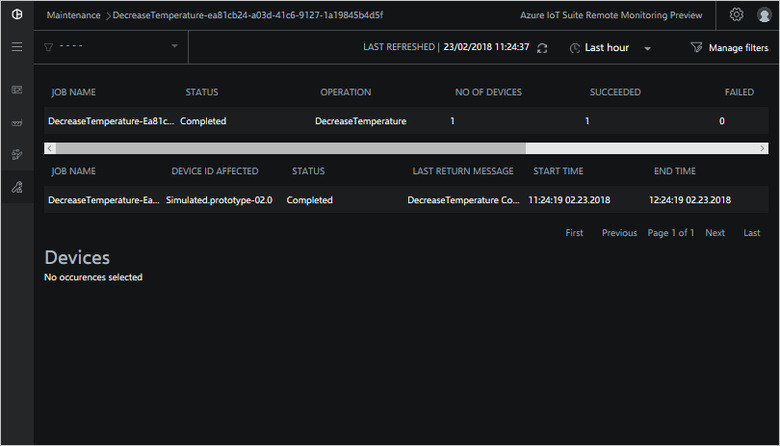 Maintenance > DecreaseTemperature-ea81cb24-a03d-41c6-9127-1a19845b4d5f Azure IoT Suite Remote Monitoring Preview
---- LAST REFRESHED | 23/02/2018 11:24:37 Last hour Manage filters
JOB NAME STATUS OPERATION NO OF DEVICES SUCCEEDED FAILED
DecreaseTemperature-Ea81c... Completed DecreaseTemperature 1 1 0
JOB NAME DEVICE ID AFFECTED STATUS LAST RETURN MESSAGE START TIME END TIME
DecreaseTemperature-Ea... Simulated.prototype-02.0 Completed DecreaseTemperature Co... 11:24:19 02.23.2018 12:24:19 02.23.2018
First Previous Page 1 of 1 Next Last
Devices
No occurences selected